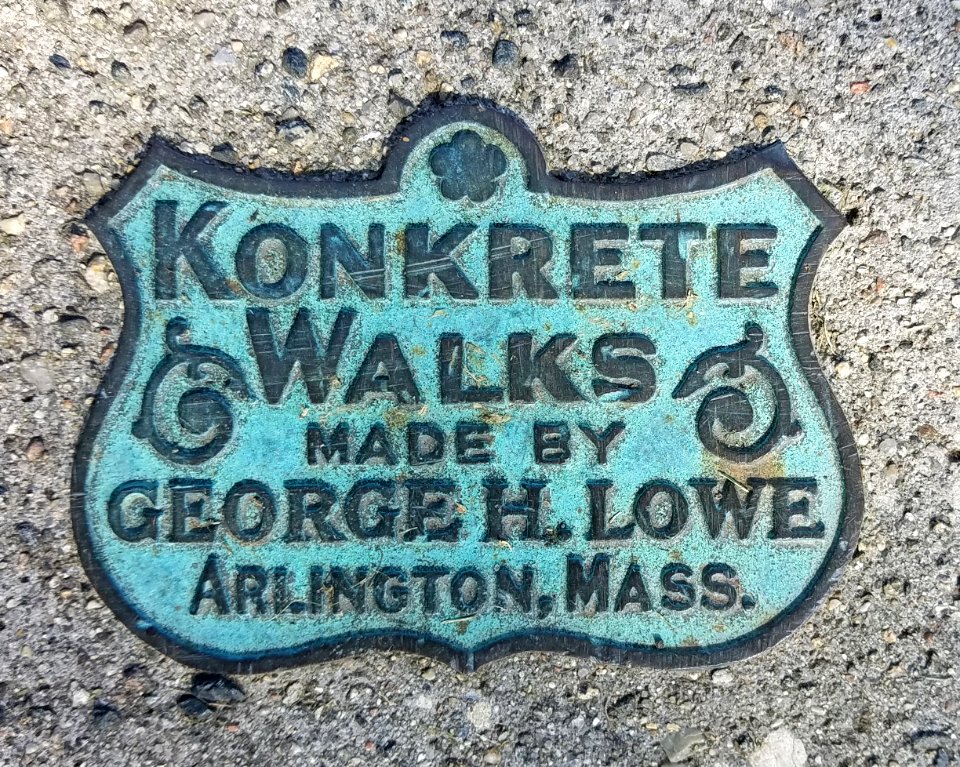 KONKRETE
WALKS
MADE BY
GEORGE H. LOWE
ARLINGTON, MASS.